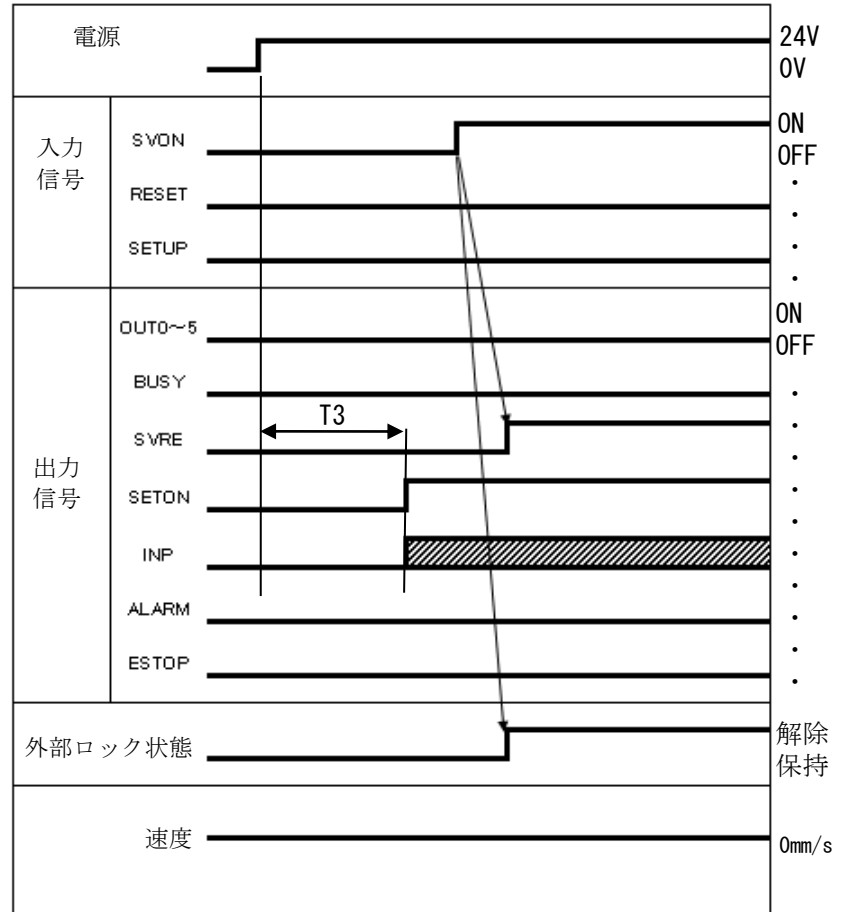 電源
24V
0V
入力
信号
SVON
ON
OFF
RESET
SETUP
出力
信号
OUT0~5
ON
OFF
BUSY
T3
SVRE
SETON
INP
ALARM
ESTOP
外部ロック状態
解除
保持
速度
0mm/s